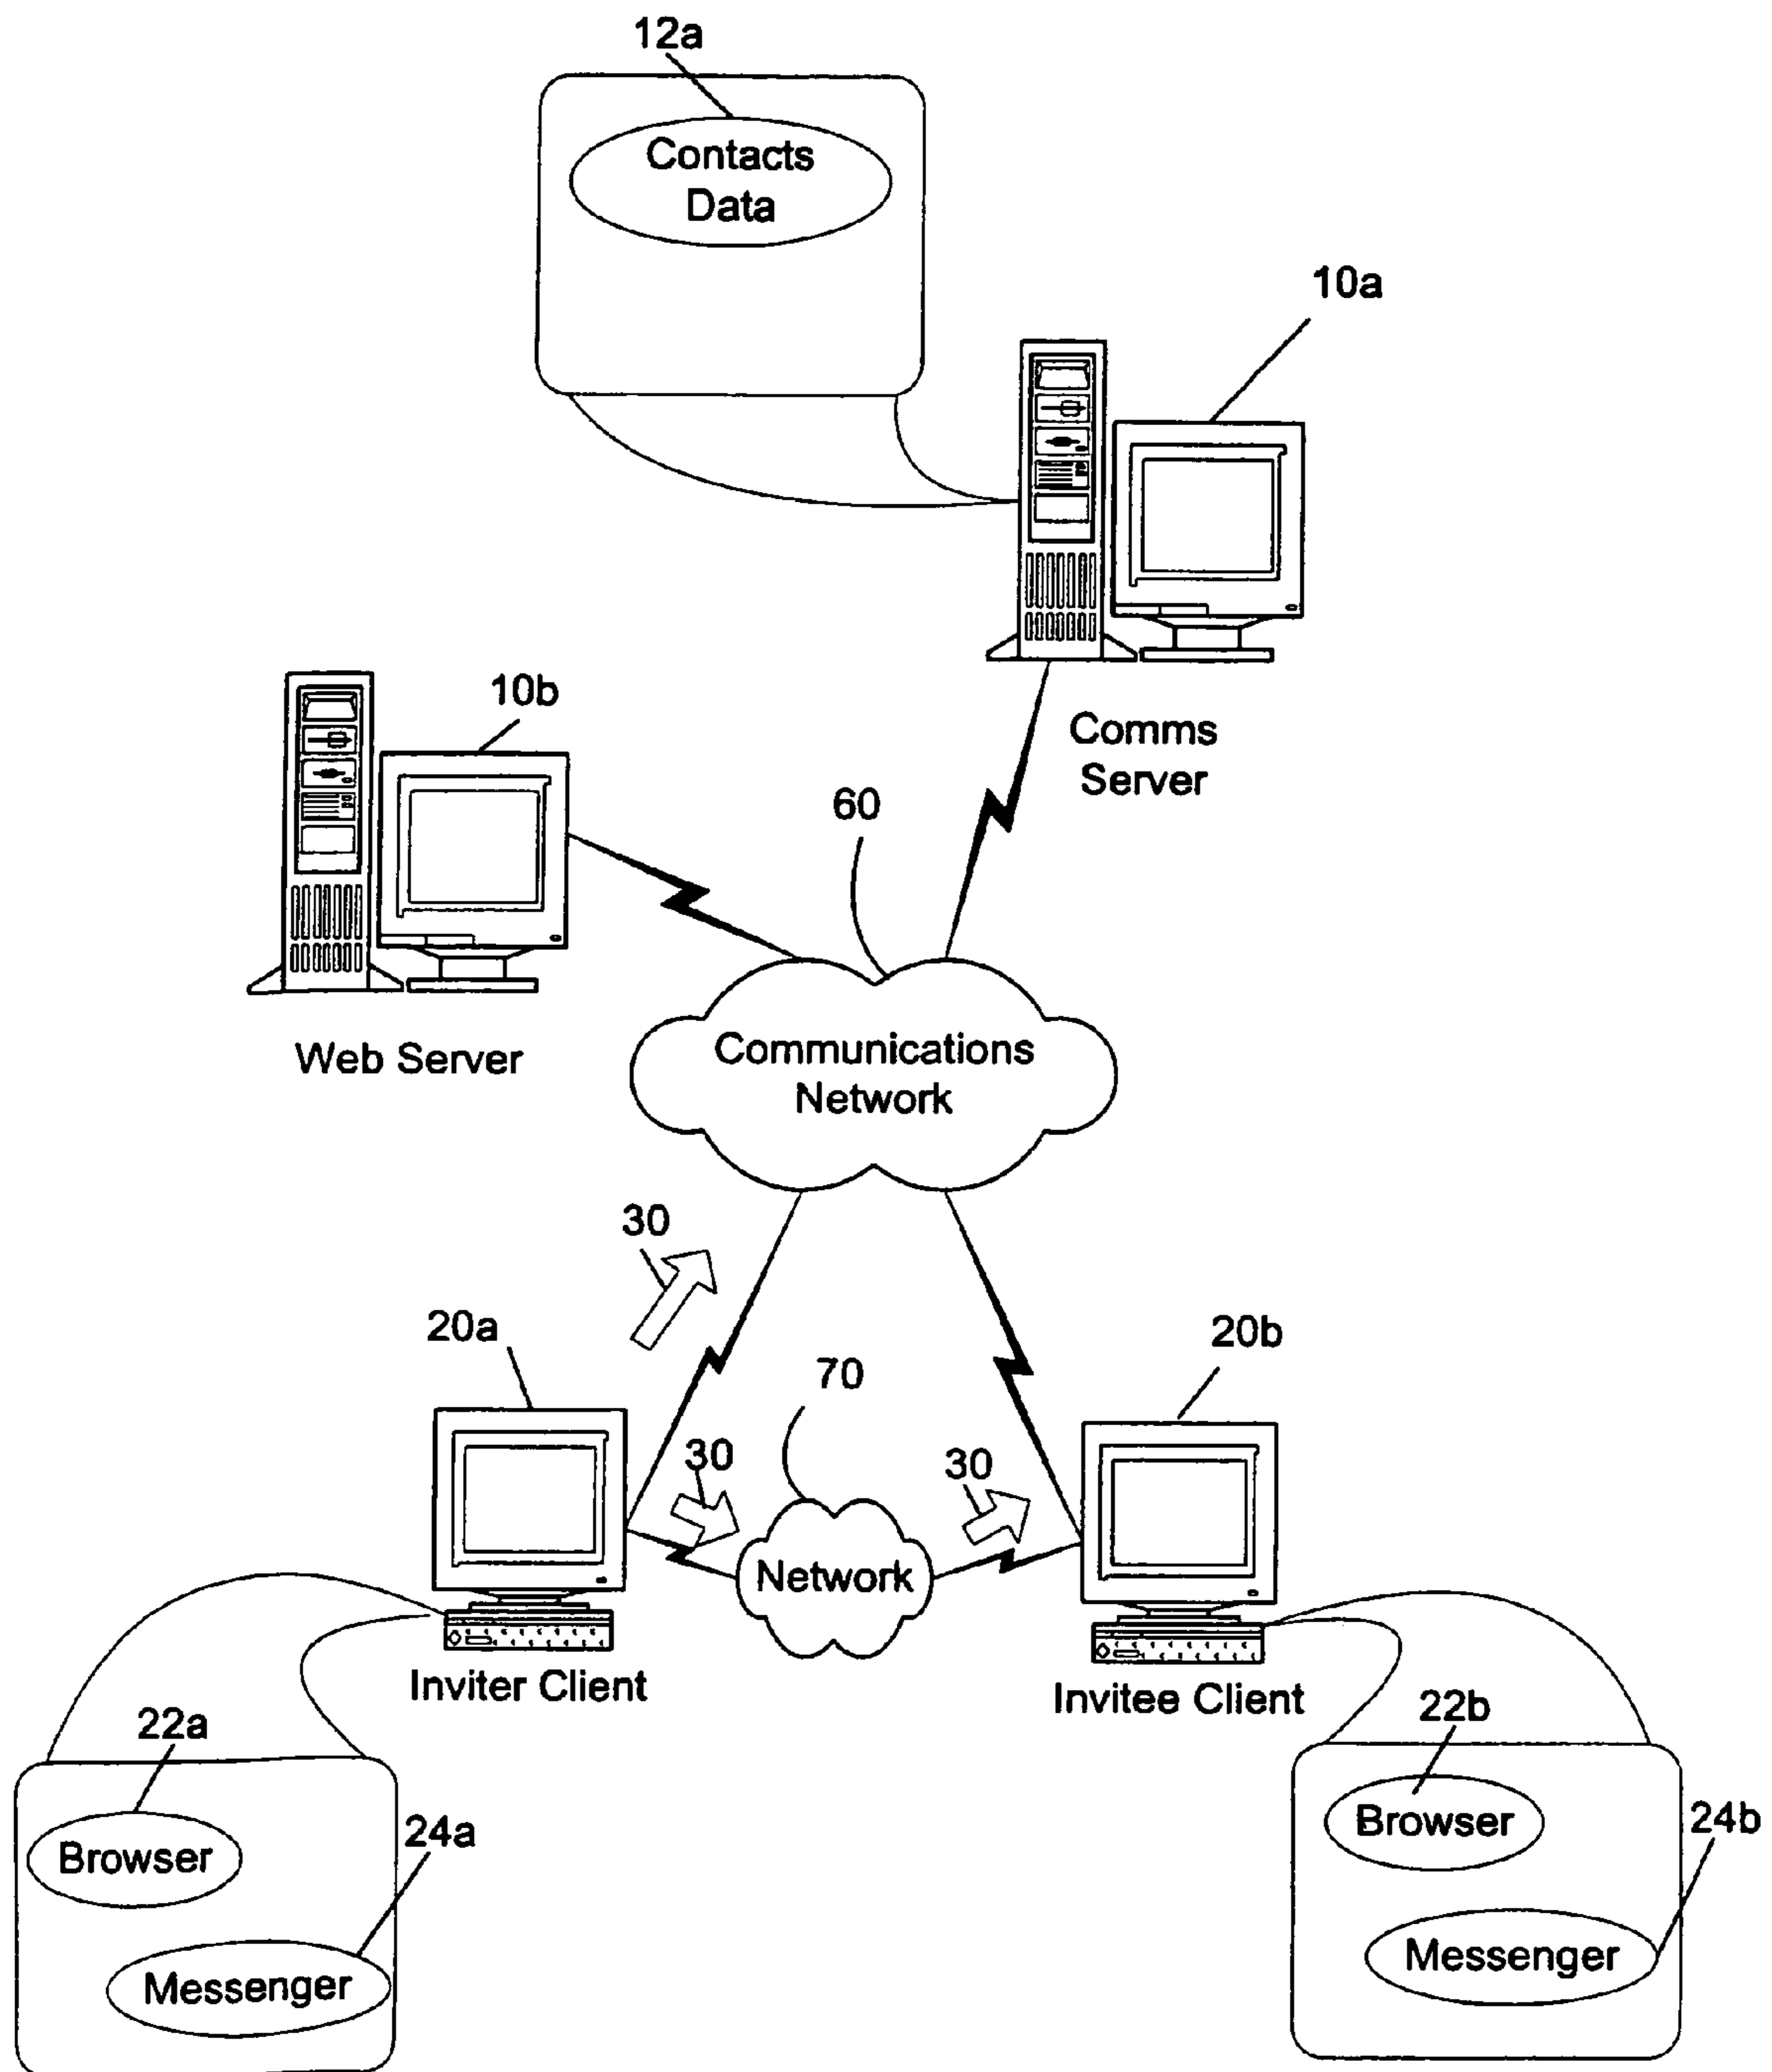 12a
Contacts
Data
10a
10b
Comms
Server
60
Web Server
Communications
Network
30
20a
20b
70
30
30
Network
Inviter Client
Invitee Client
22a
22b
Browser
24a
Browser
24b
Messenger
Messenger